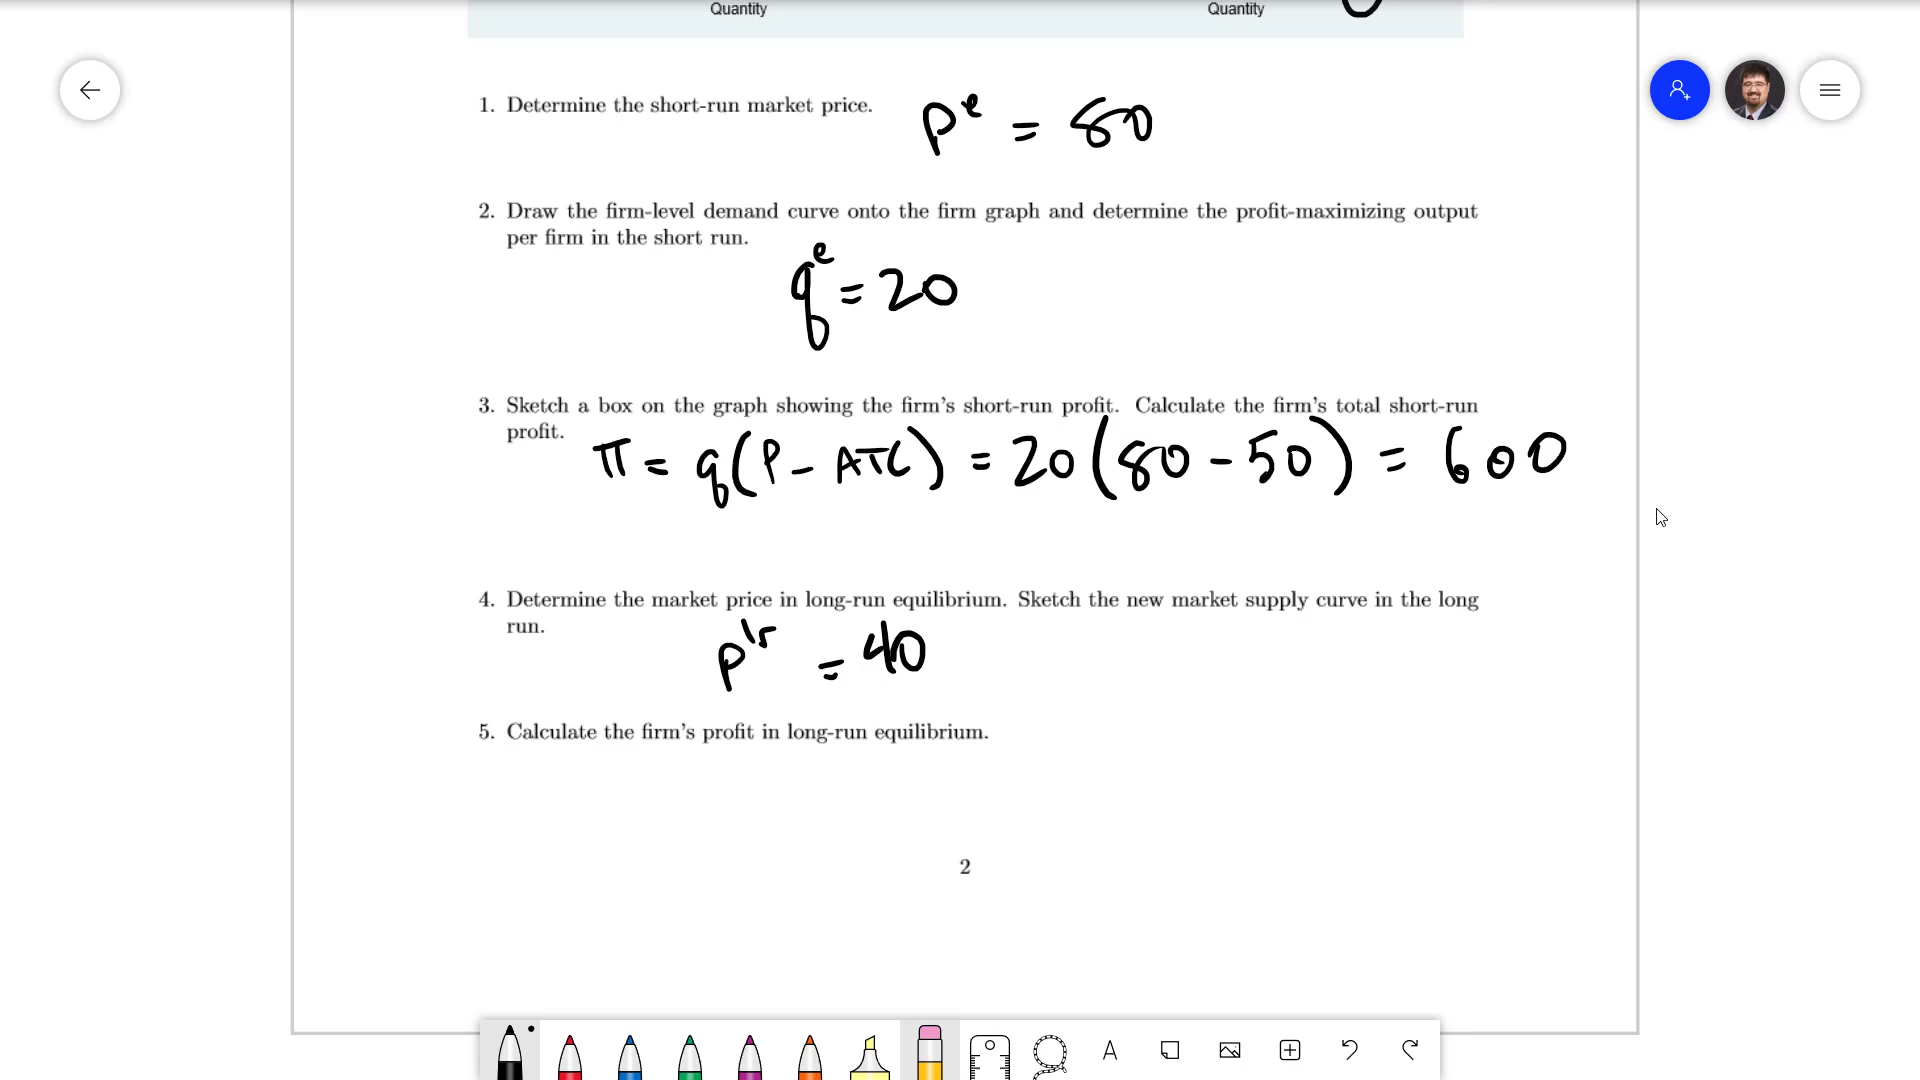 Quantity Quantity
1. Determine the short-run market price. P^e = 80
2. Draw the firm-level demand curve onto the firm graph and determine the profit-maximizing output
per firm in the short run.
q^e = 20
3. Sketch a box on the graph showing the firm's short-run profit. Calculate the firm's total short-run
profit.
π = q(P - ATC) = 20(80 - 50) = 600
4. Determine the market price in long-run equilibrium. Sketch the new market supply curve in the long
run.
P^lr = 40
5. Calculate the firm's profit in long-run equilibrium.
2
A